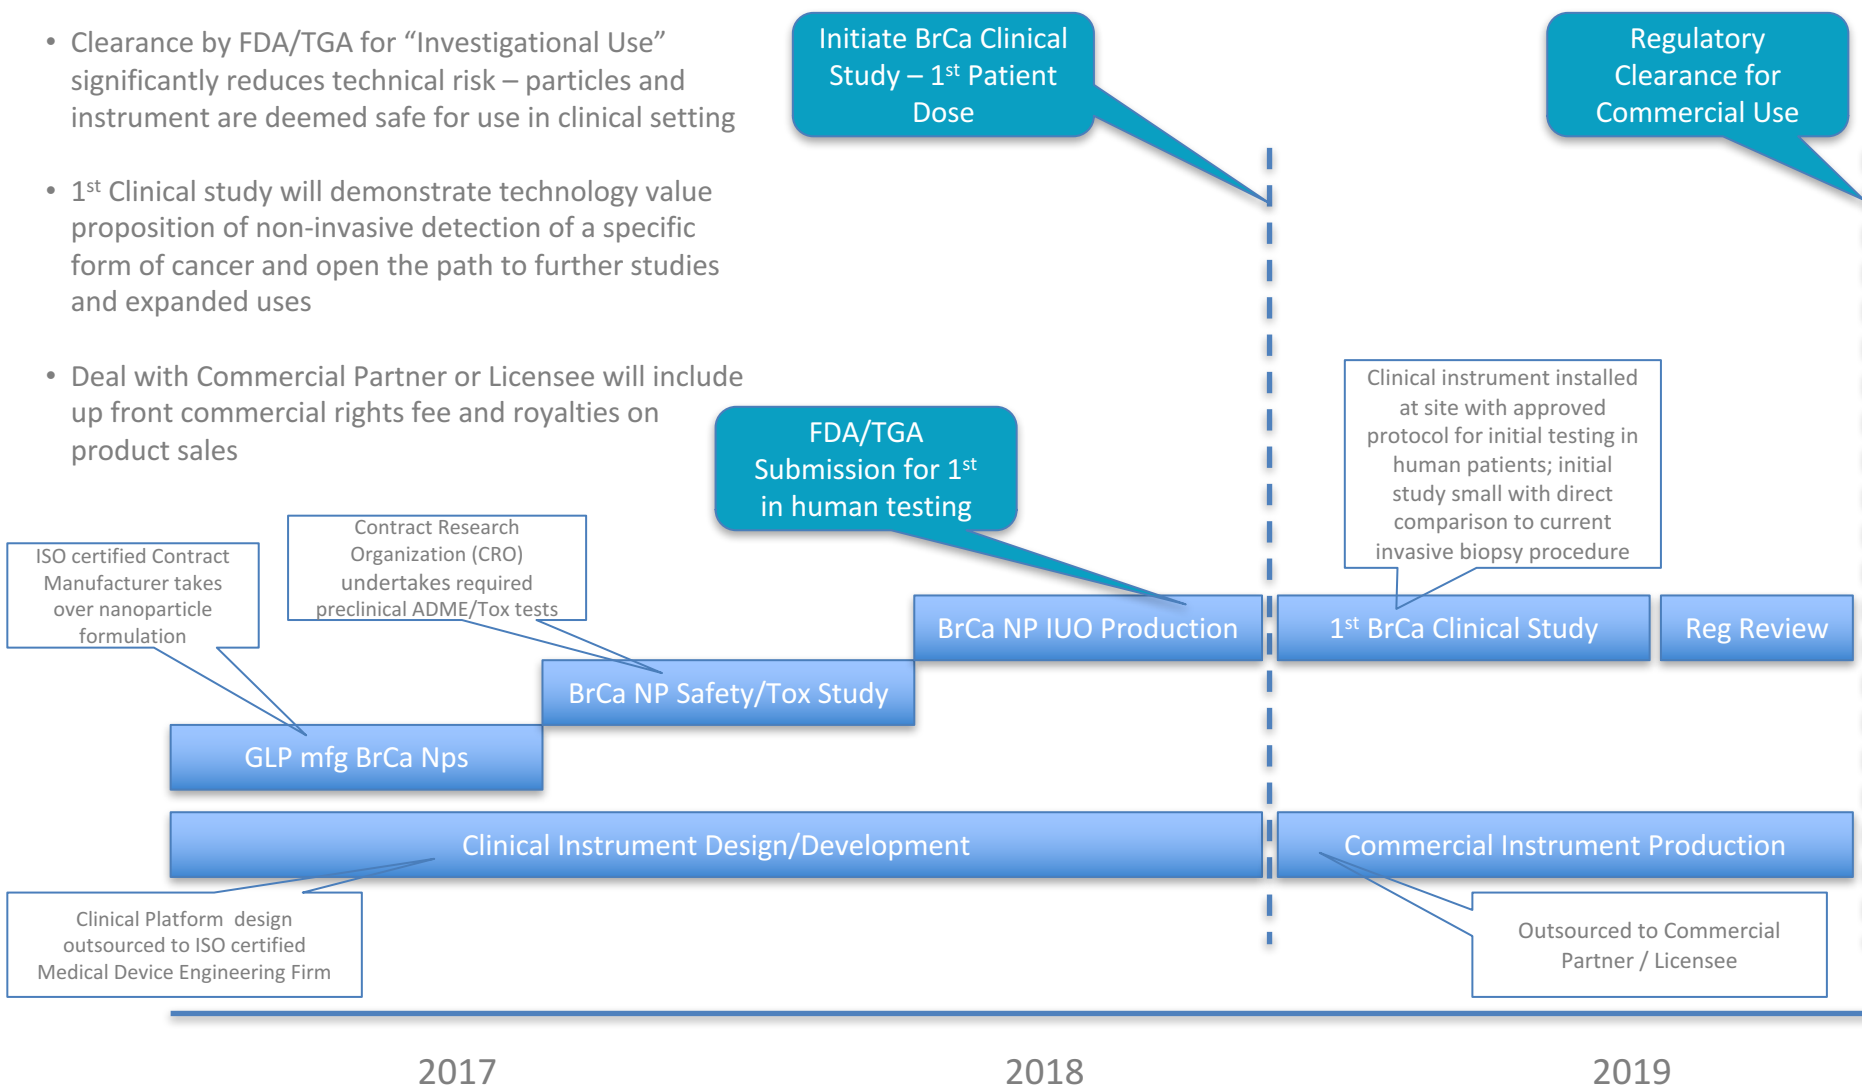 • Clearance by FDA/TGA for “Investigational Use”
significantly reduces technical risk – particles and
instrument are deemed safe for use in clinical setting
• 1st Clinical study will demonstrate technology value
proposition of non-invasive detection of a specific
form of cancer and open the path to further studies
and expanded uses
• Deal with Commercial Partner or Licensee will include
up front commercial rights fee and royalties on
product sales
Initiate BrCa Clinical
Study – 1st Patient
Dose
Regulatory
Clearance for
Commercial Use
FDA/TGA
Submission for 1st
in human testing
Clinical instrument installed
at site with approved
protocol for initial testing in
human patients; initial
study small with direct
comparison to current
invasive biopsy procedure
ISO certified Contract
Manufacturer takes
over nanoparticle
formulation
Contract Research
Organization (CRO)
undertakes required
preclinical ADME/Tox tests
BrCa NP IUO Production
1st BrCa Clinical Study
Reg Review
BrCa NP Safety/Tox Study
GLP mfg BrCa Nps
Clinical Instrument Design/Development
Commercial Instrument Production
Clinical Platform design
outsourced to ISO certified
Medical Device Engineering Firm
Outsourced to Commercial
Partner / Licensee
2017
2018
2019